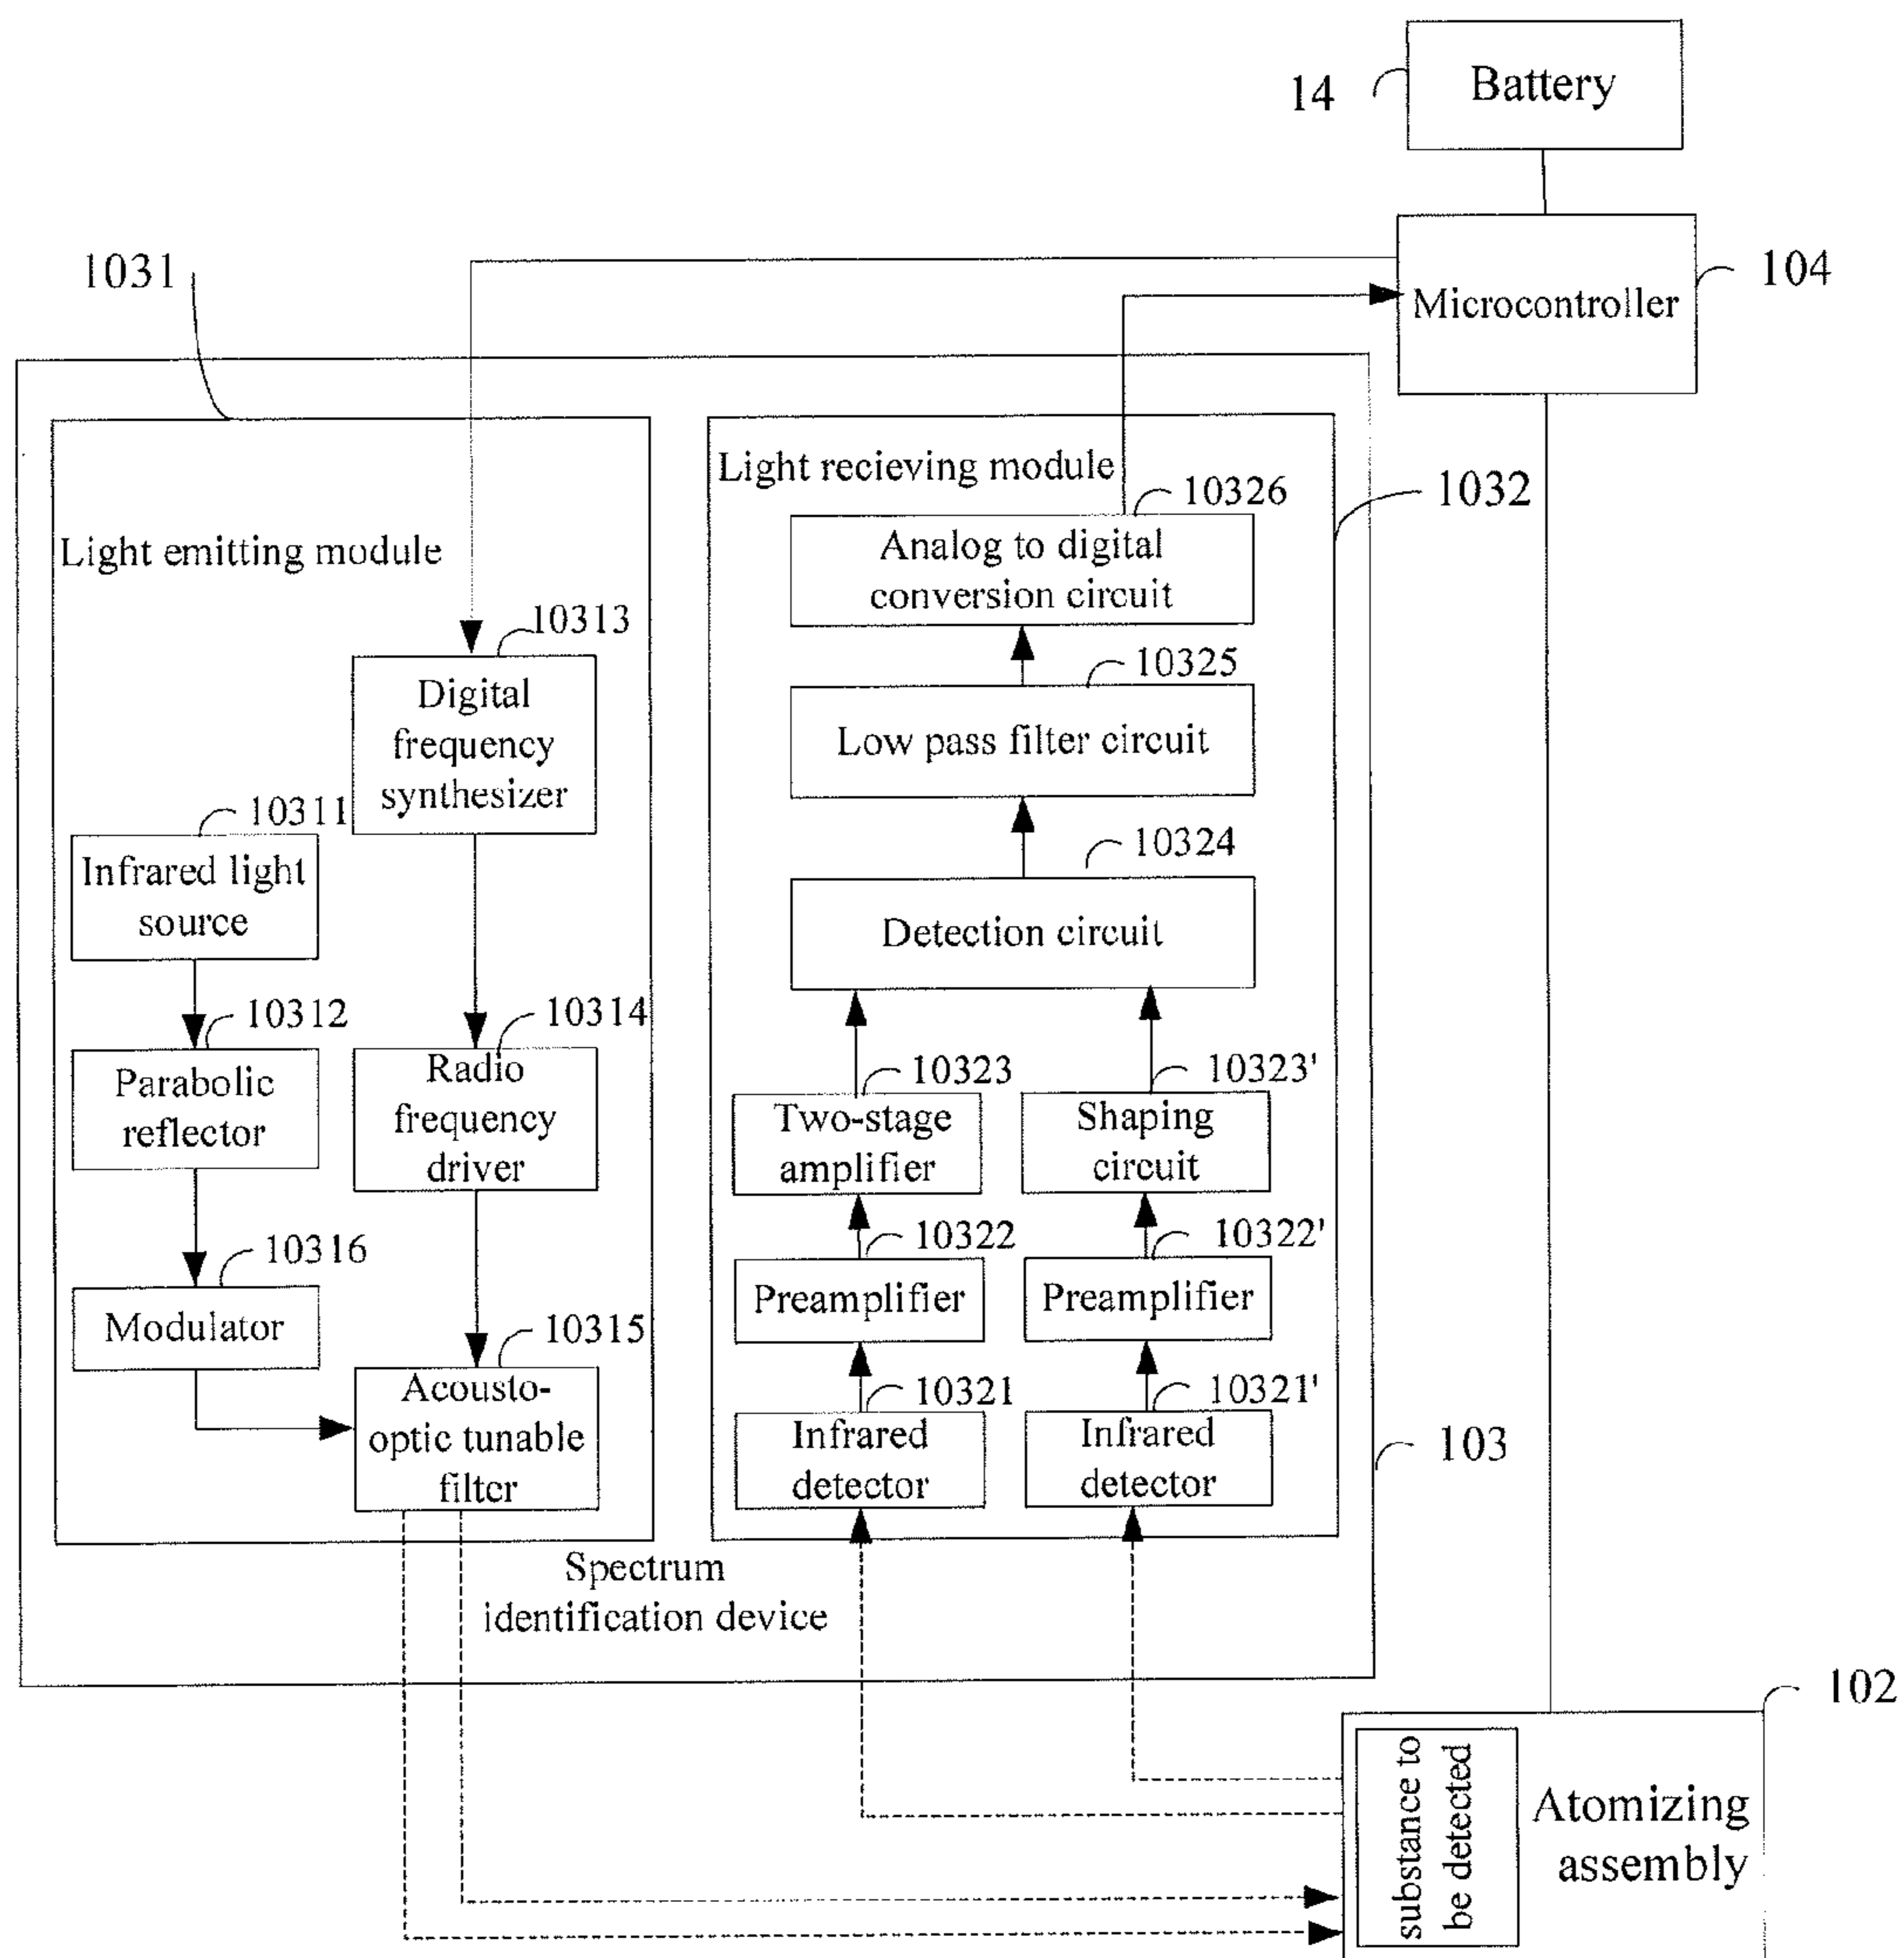 Battery
14
Microcontroller
104
1031
Light emitting module
10313
Digital
frequency
synthesizer
10311
Infrared light
source
10312
Parabolic
reflector
10314
Radio
frequency
driver
10316
Modulator
10315
Acousto-
optic tunable
filter
Light recieving module
1032
10326
Analog to digital
conversion circuit
10325
Low pass filter circuit
10324
Detection circuit
10323
Two-stage
amplifier
10323'
Shaping
circuit
10322
Preamplifier
10322'
Preamplifier
10321
Infrared
detector
10321'
Infrared
detector
103
Spectrum
identification device
102
substance to
be detected
Atomizing
assembly